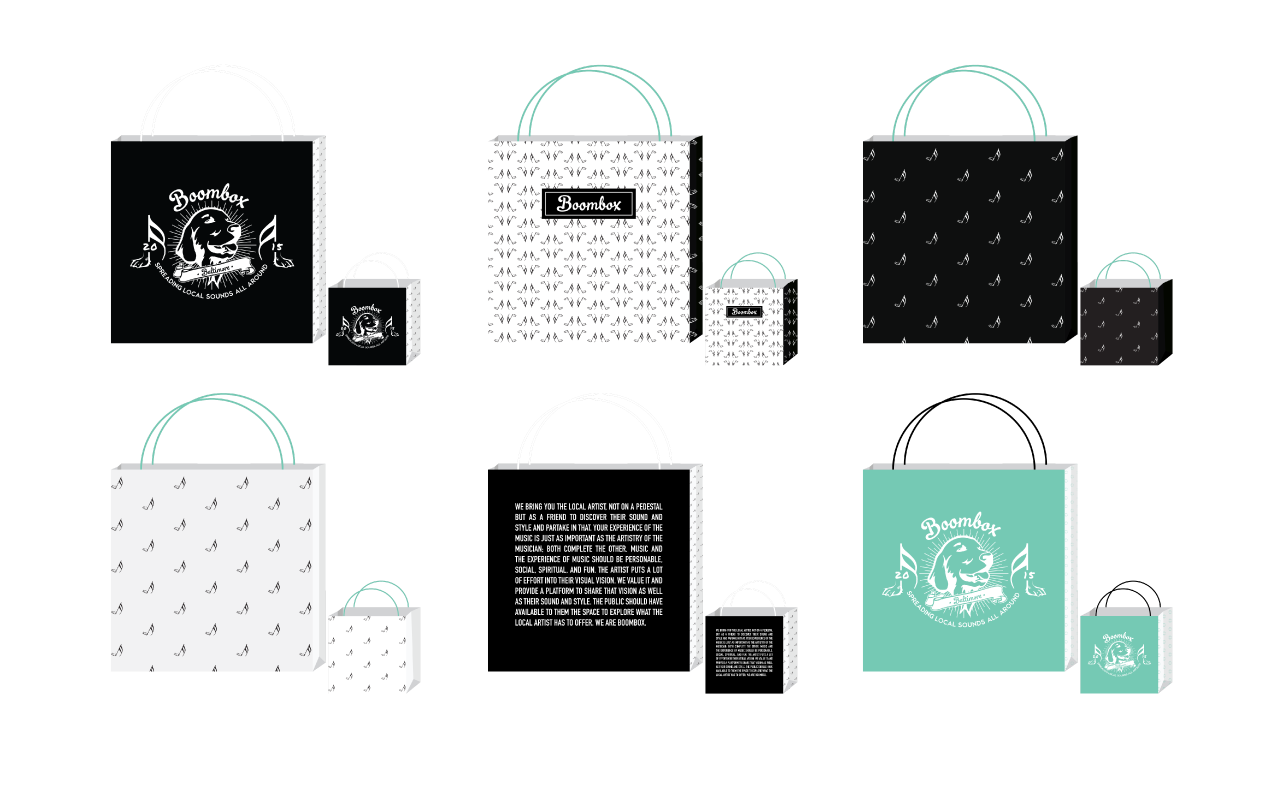 Boombox
20 15
Baltimore
SPREADING LOCAL SOUNDS ALL AROUND
Boombox
Boombox
Boombox
WE BRING YOU THE LOCAL ARTIST. NOT ON A PEDESTAL
BUT AS A FRIEND TO DISCOVER THEIR SOUND AND
STYLE AND PARTAKE IN THAT. YOUR EXPERIENCE OF THE
MUSIC IS JUST AS IMPORTANT AS THE ARTISTRY OF THE
MUSICIAN; BOTH COMPLETE THE OTHER. MUSIC AND
THE EXPERIENCE OF MUSIC SHOULD BE PERSONABLE,
SOCIAL, SPIRITUAL, AND FUN. THE ARTIST PUTS A LOT
OF EFFORT INTO THEIR VISUAL VISION. WE VALUE IT AND
PROVIDE A PLATFORM TO SHARE THAT VISION AS WELL
AS THEIR SOUND AND STYLE. THE PUBLIC SHOULD HAVE
AVAILABLE TO THEM THE SPACE TO EXPLORE WHAT THE
LOCAL ARTIST HAS TO OFFER. WE ARE BOOMBOX.
Boombox
20 15
Baltimore
SPREADING LOCAL SOUNDS ALL AROUND
Boombox